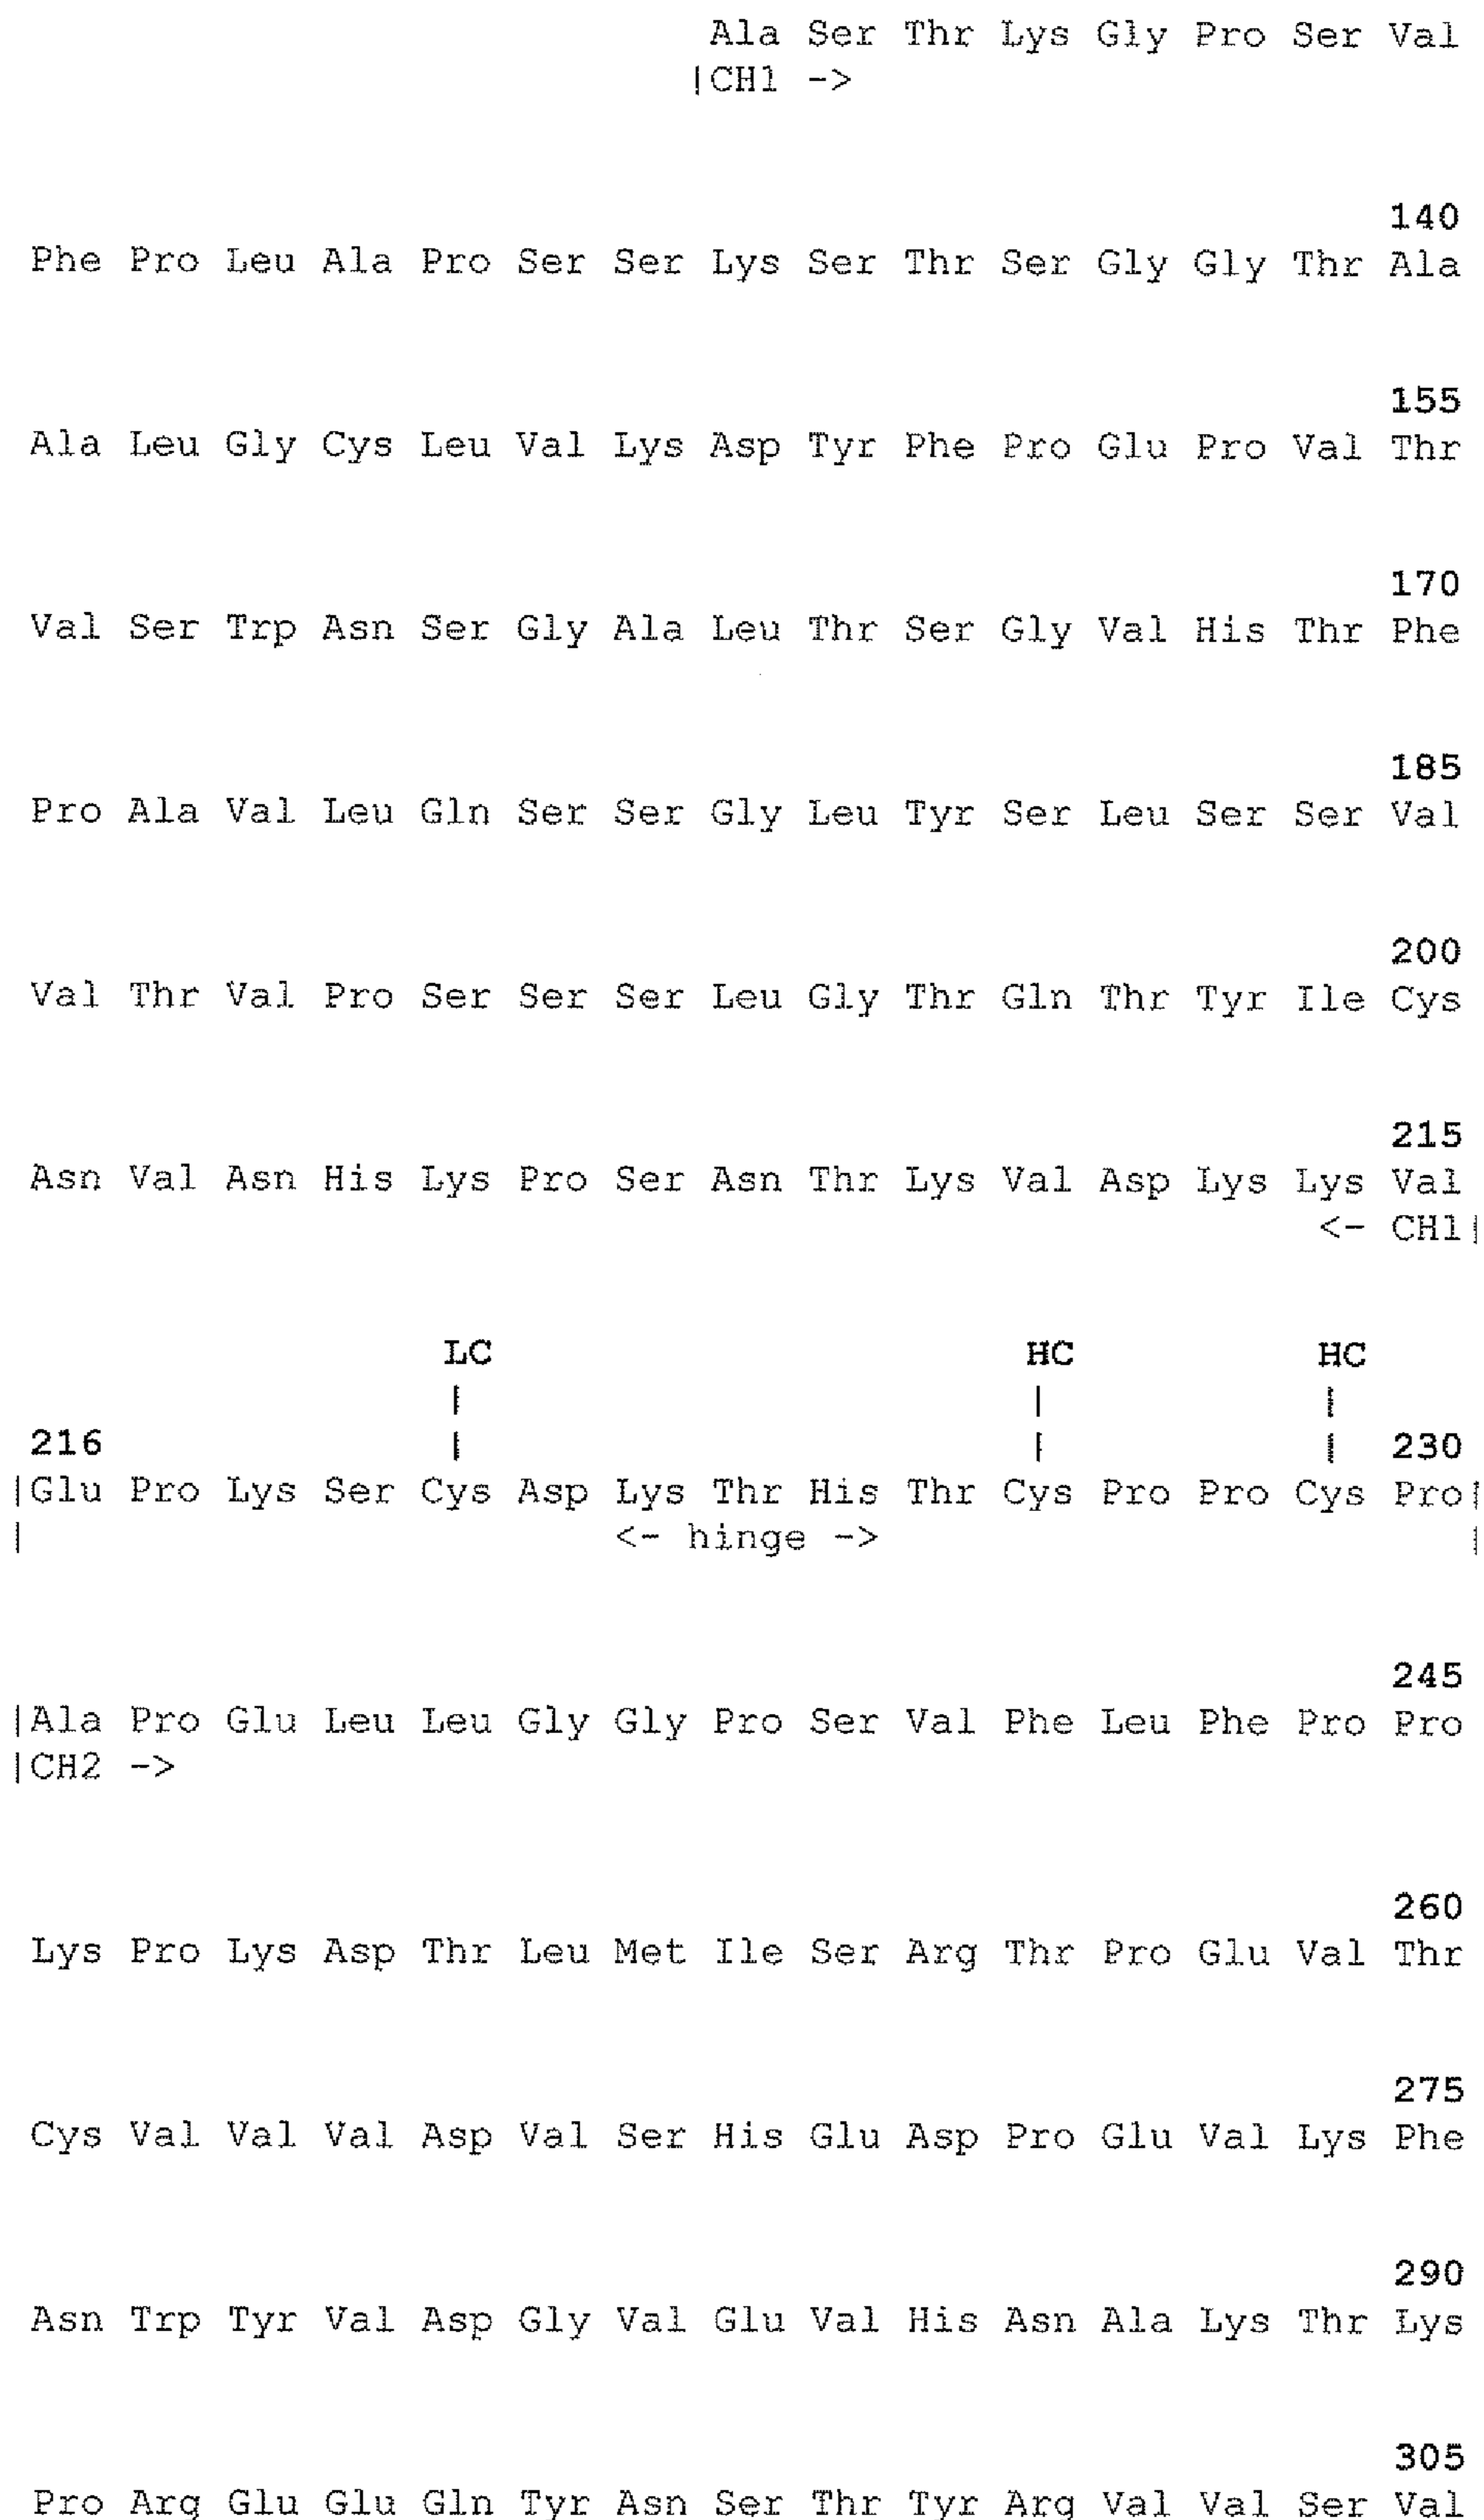 Ala Ser Thr Lys Gly Pro Ser Val
|CH1 ->
140
Phe Pro Leu Ala Pro Ser Ser Lys Ser Thr Ser Gly Gly Thr Ala
155
Ala Leu Gly Cys Leu Val Lys Asp Tyr Phe Pro Glu Pro Val Thr
170
Val Ser Trp Asn Ser Gly Ala Leu Thr Ser Gly Val His Thr Phe
185
Pro Ala Val Leu Gln Ser Ser Gly Leu Tyr Ser Leu Ser Ser Val
200
Val Thr Val Pro Ser Ser Ser Leu Gly Thr Gln Thr Tyr Ile Cys
215
Asn Val Asn His Lys Pro Ser Asn Thr Lys Val Asp Lys Lys Val
<- CH1|
LC HC HC
| | |
216 | | | 230
|Glu Pro Lys Ser Cys Asp Lys Thr His Thr Cys Pro Pro Cys Pro|
| <- hinge -> |
245
|Ala Pro Glu Leu Leu Gly Gly Pro Ser Val Phe Leu Phe Pro Pro
|CH2 ->
260
Lys Pro Lys Asp Thr Leu Met Ile Ser Arg Thr Pro Glu Val Thr
275
Cys Val Val Val Asp Val Ser His Glu Asp Pro Glu Val Lys Phe
290
Asn Trp Tyr Val Asp Gly Val Glu Val His Asn Ala Lys Thr Lys
305
Pro Arg Glu Glu Gln Tyr Asn Ser Thr Tyr Arg Val Val Ser Val